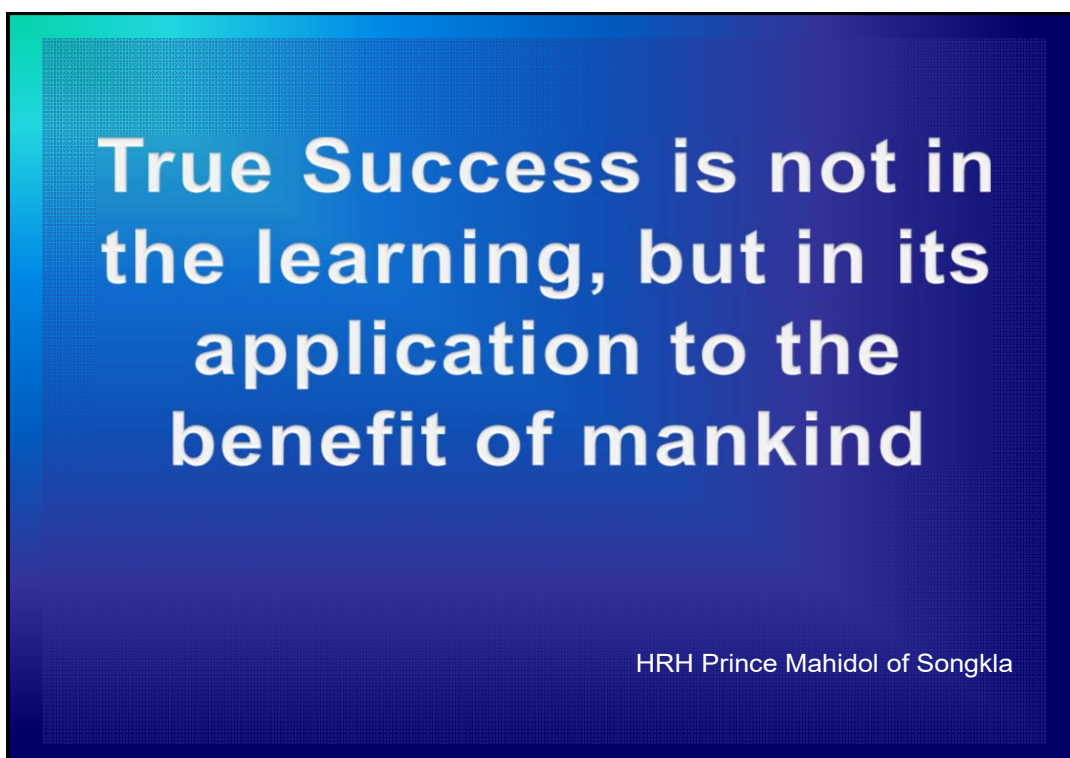 True Success is not in
the learning, but in its
application to the
benefit of mankind
HRH Prince Mahidol of Songkla